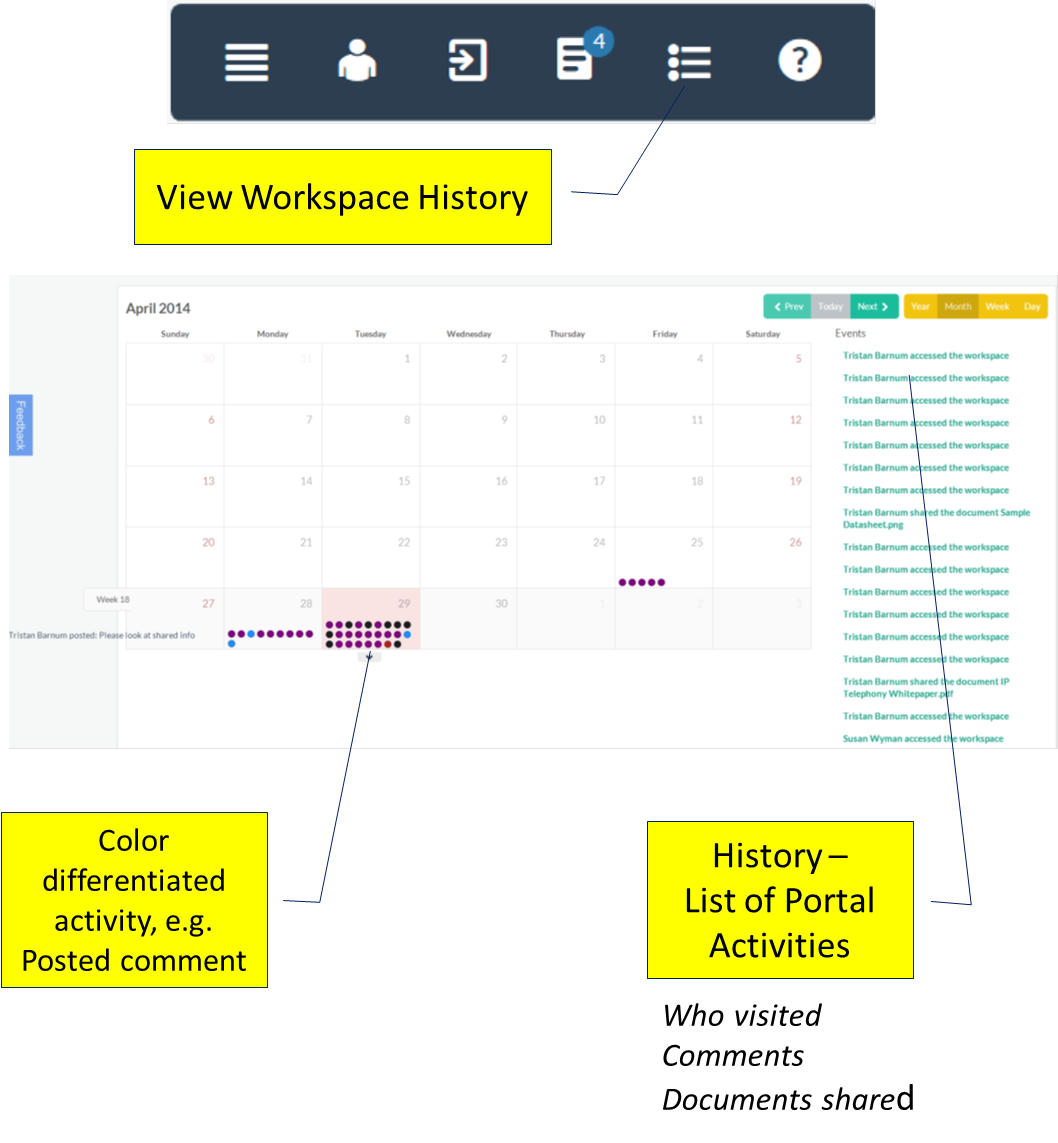 4
?
View Workspace History
April 2014
Prev Today Next Year Month Week Day
Sunday Monday Tuesday Wednesday Thursday Friday Saturday
Events
30 31 1 2 3 4 5
6 7 8 9 10 11 12
13 14 15 16 17 18 19
20 21 22 23 24 25 26
Week 18
27 28 29 30 1 2 3
Tristan Barnum posted: Please look at shared info
Feedback
Tristan Barnum accessed the workspace
Tristan Barnum accessed the workspace
Tristan Barnum accessed the workspace
Tristan Barnum accessed the workspace
Tristan Barnum accessed the workspace
Tristan Barnum accessed the workspace
Tristan Barnum accessed the workspace
Tristan Barnum shared the document Sample
Datasheet.png
Tristan Barnum accessed the workspace
Tristan Barnum accessed the workspace
Tristan Barnum accessed the workspace
Tristan Barnum accessed the workspace
Tristan Barnum accessed the workspace
Tristan Barnum accessed the workspace
Tristan Barnum shared the document IP
Telephony Whitepaper.pdf
Tristan Barnum accessed the workspace
Susan Wyman accessed the workspace
Color
differentiated
activity, e.g.
Posted comment
History –
List of Portal
Activities
Who visited
Comments
Documents shared